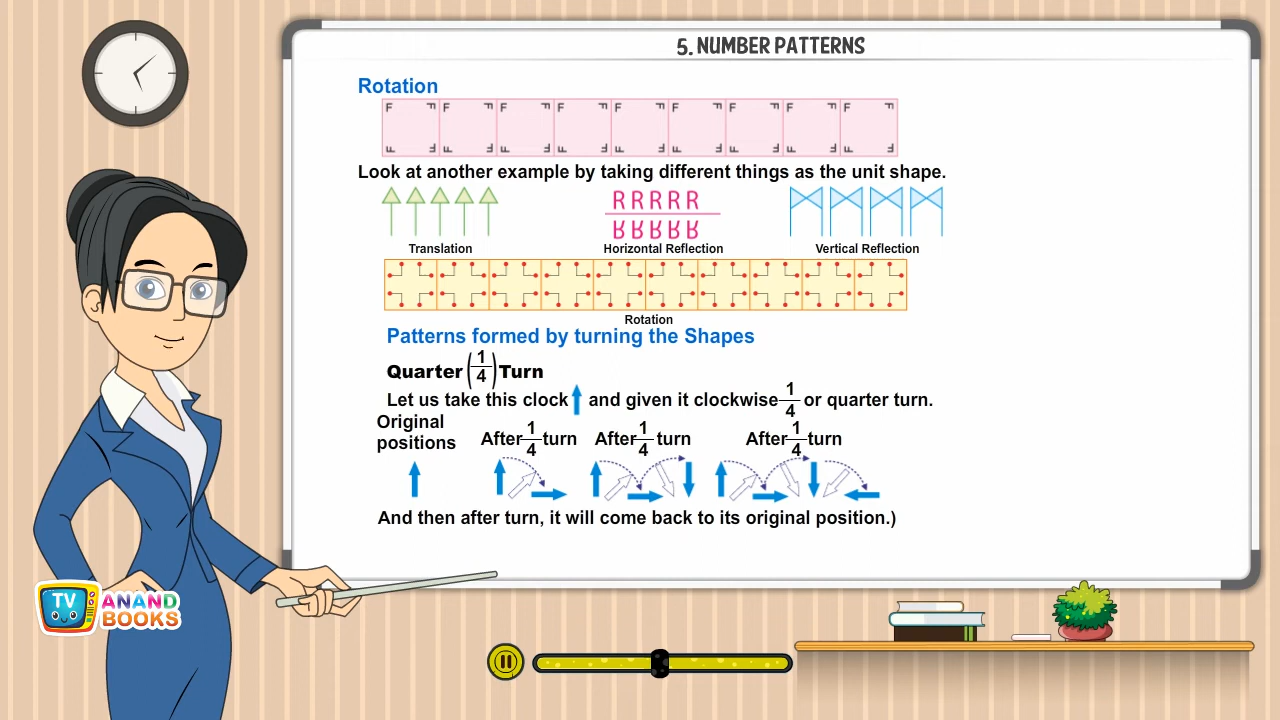 5. NUMBER PATTERNS
Rotation
F F F F F F F F F F F F F F F F F F
F F F F F F F F F F F F F F F F F F
Look at another example by taking different things as the unit shape.
R R R R R
R R R R R
Translation Horizontal Reflection Vertical Reflection
Rotation
Patterns formed by turning the Shapes
Quarter (1/4) Turn
Let us take this clock and given it clockwise 1/4 or quarter turn.
Original
positions After 1/4 turn After 1/4 turn After 1/4 turn
And then after turn, it will come back to its original position.)
TV ANAND
BOOKS